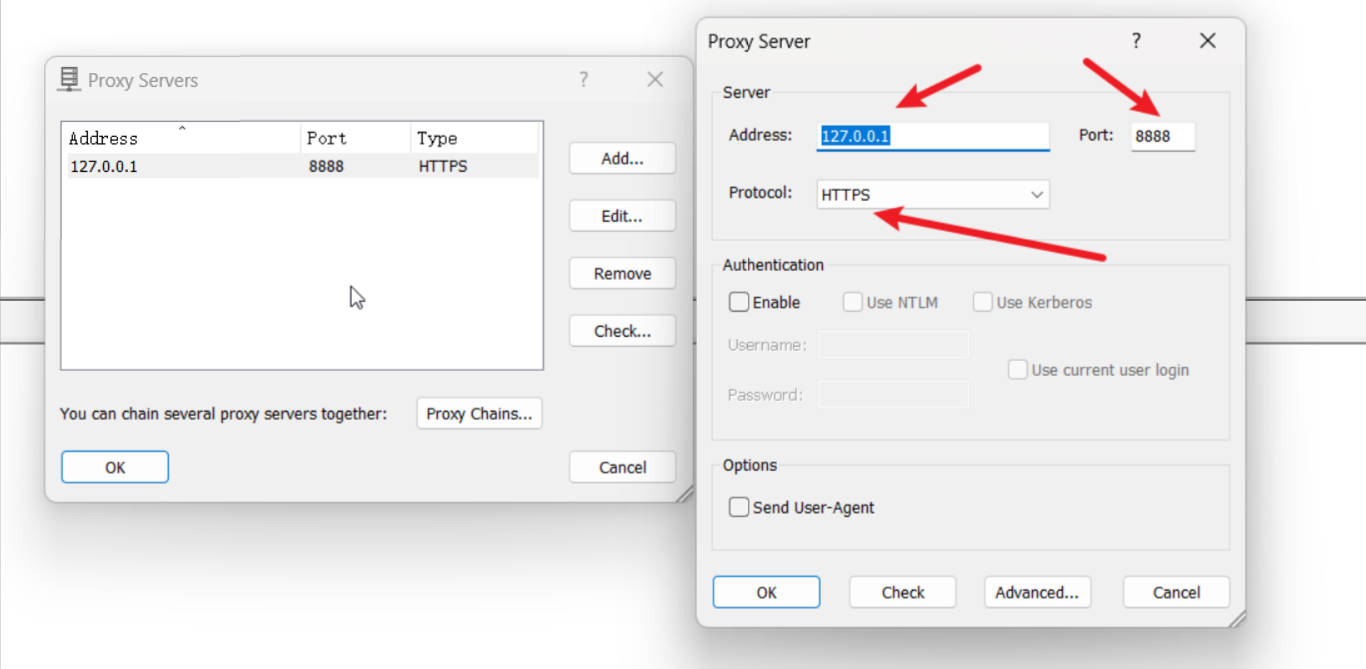 Proxy Servers
?
Address Port Type
127.0.0.1 8888 HTTPS
Add...
Edit...
Remove
Check...
You can chain several proxy servers together:
Proxy Chains...
OK
Cancel
Proxy Server
?
Server
Address: 127.0.0.1 Port: 8888
Protocol: HTTPS
Authentication
Enable Use NTLM Use Kerberos
Username:
Use current user login
Password:
Options
Send User-Agent
OK Check Advanced... Cancel